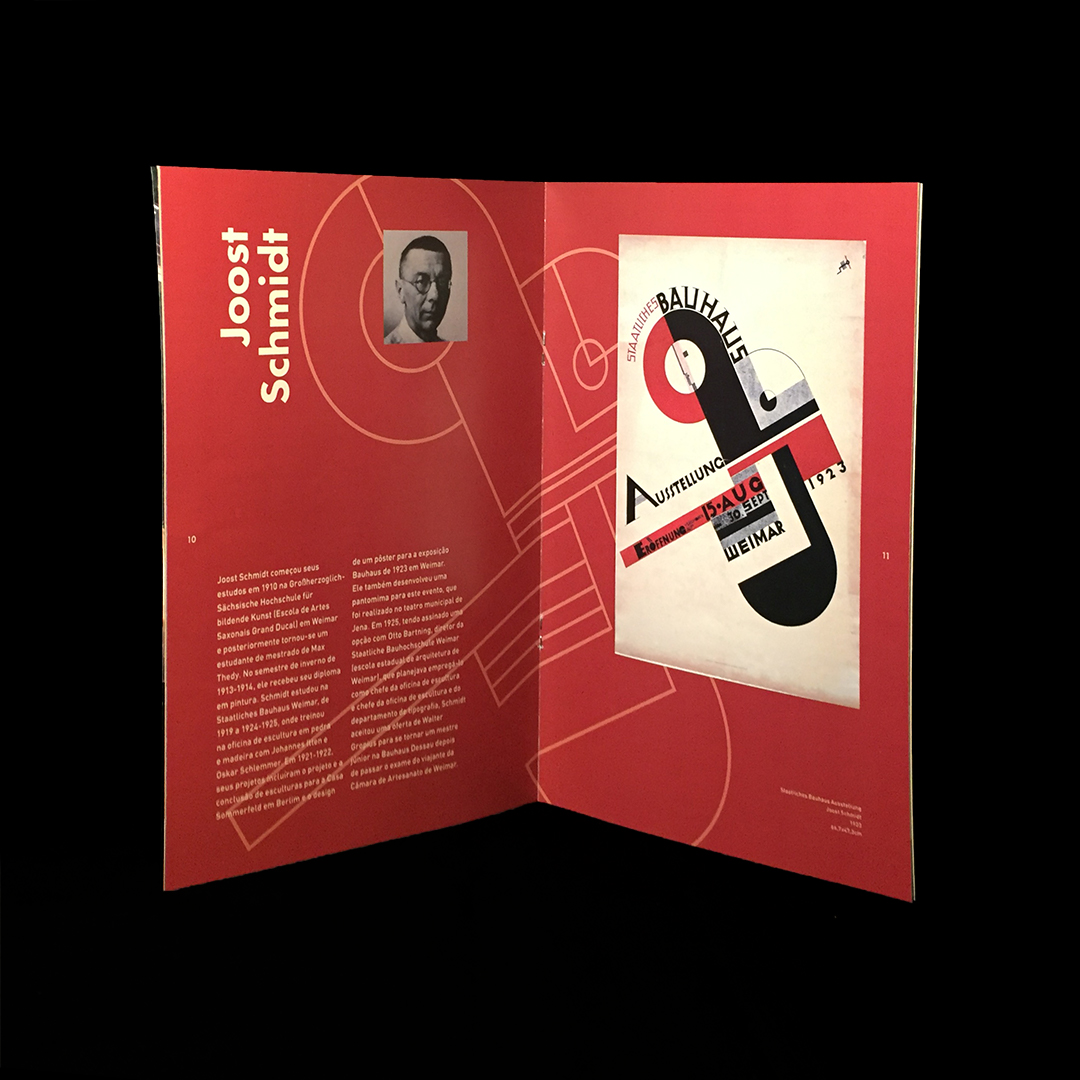 Joost
Schmidt
10
Joost Schmidt começou seus
estudos em 1910 na Großherzoglich-
Sächsische Hochschule für
bildende Kunst (Escola de Artes
Saxonais Grand Ducal) em Weimar
e posteriormente tornou-se um
estudante de mestrado de Max
Thedy. No semestre de inverno de
1913-1914, ele recebeu seu diploma
em pintura. Schmidt estudou na
Staatliches Bauhaus Weimar, de
1919 a 1924-1925, onde treinou
na oficina de escultura em pedra
e madeira com Johannes Itten e
Oskar Schlemmer. Em 1921-1922,
seus projetos incluíram o projeto e a
conclusão de esculturas para a Casa
Sommerfeld em Berlim e o design
de um pôster para a exposição
Bauhaus de 1923 em Weimar.
Ele também desenvolveu uma
pantomima para este evento, que
foi realizado no teatro municipal de
Jena. Em 1925, tendo assinado uma
opção com Otto Bartning, diretor da
Staatliche Bauhochschule Weimar
(escola estadual de arquitetura de
Weimar), que planejava empregá-lo
como chefe da oficina de escultura
e chefe da oficina de escultura e do
departamento de tipografia, Schmidt
aceitou uma oferta de Walter
Gropius para se tornar um mestre
júnior na Bauhaus Dessau depois
de passar o exame do viajante da
Câmara de Artesanato de Weimar.
STAATLICHES BAUHAUS
AUSSTELLUNG
1923
15·AUG
30.SEPT
ERÖFFNUNG
WEIMAR
11
Staatliches Bauhaus Ausstellung
Joost Schmidt
1923